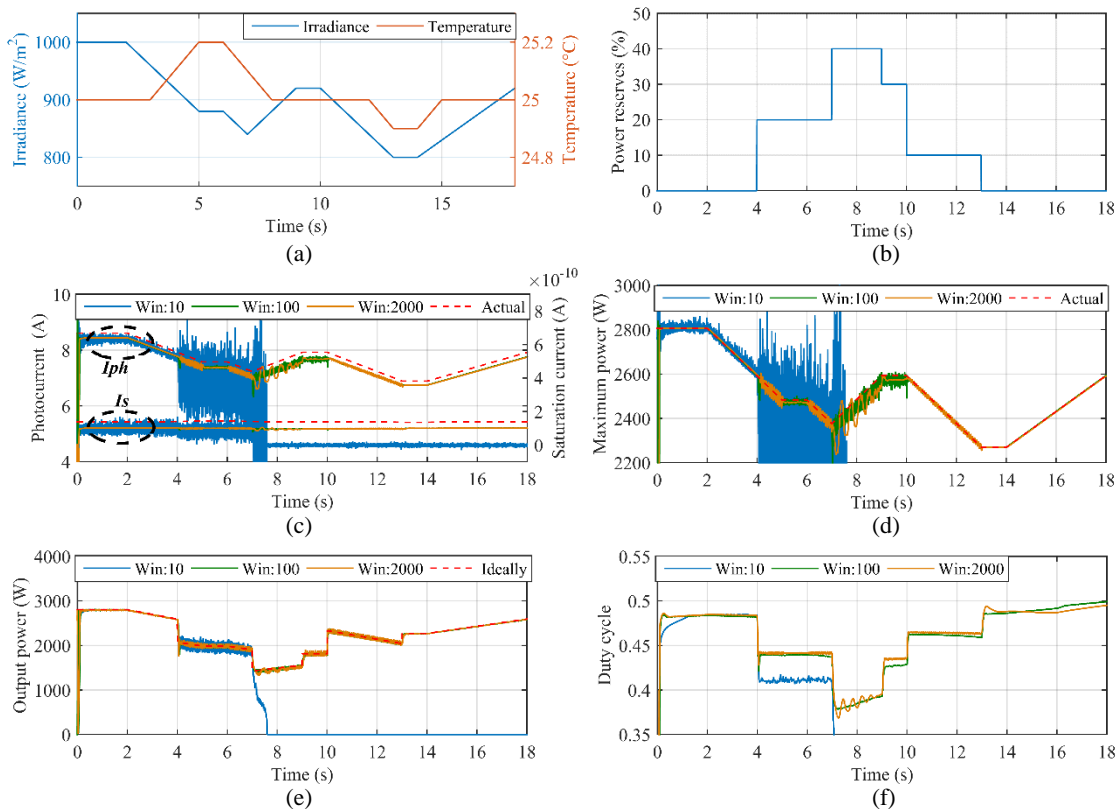 Irradiance Temperature
1000
900
800
Irradiance (W/m²)
25.2
25
24.8
Temperature (°C)
5 10 15
Time (s)
(a)
50
40
30
20
10
0
Power reserves (%)
0 2 4 6 8 10 12 14 16 18
Time (s)
(b)
×10⁻¹⁰
Win:10 Win:100 Win:2000 Actual
10
8
6
4
Photocurrent (A)
Iph
Is
8
6
4
2
0
Saturation current (A)
0 2 4 6 8 10 12 14 16 18
Time (s)
(c)
Win:10 Win:100 Win:2000 Actual
3000
2800
2600
2400
2200
Maximum power (W)
0 2 4 6 8 10 12 14 16 18
Time (s)
(d)
Win:10 Win:100 Win:2000 Ideally
4000
3000
2000
1000
0
Output power (W)
0 2 4 6 8 10 12 14 16 18
Time (s)
(e)
Win:10 Win:100 Win:2000
0.55
0.5
0.45
0.4
0.35
Duty cycle
0 2 4 6 8 10 12 14 16 18
Time (s)
(f)